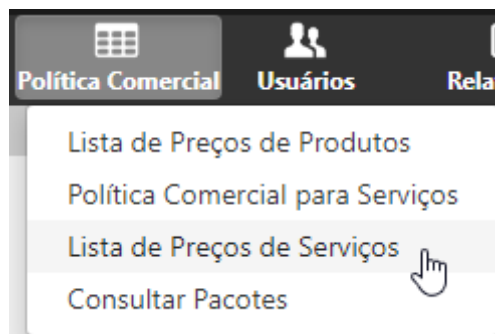 Política Comercial Usuários Rela
Lista de Preços de Produtos
Política Comercial para Serviços
Lista de Preços de Serviços
Consultar Pacotes